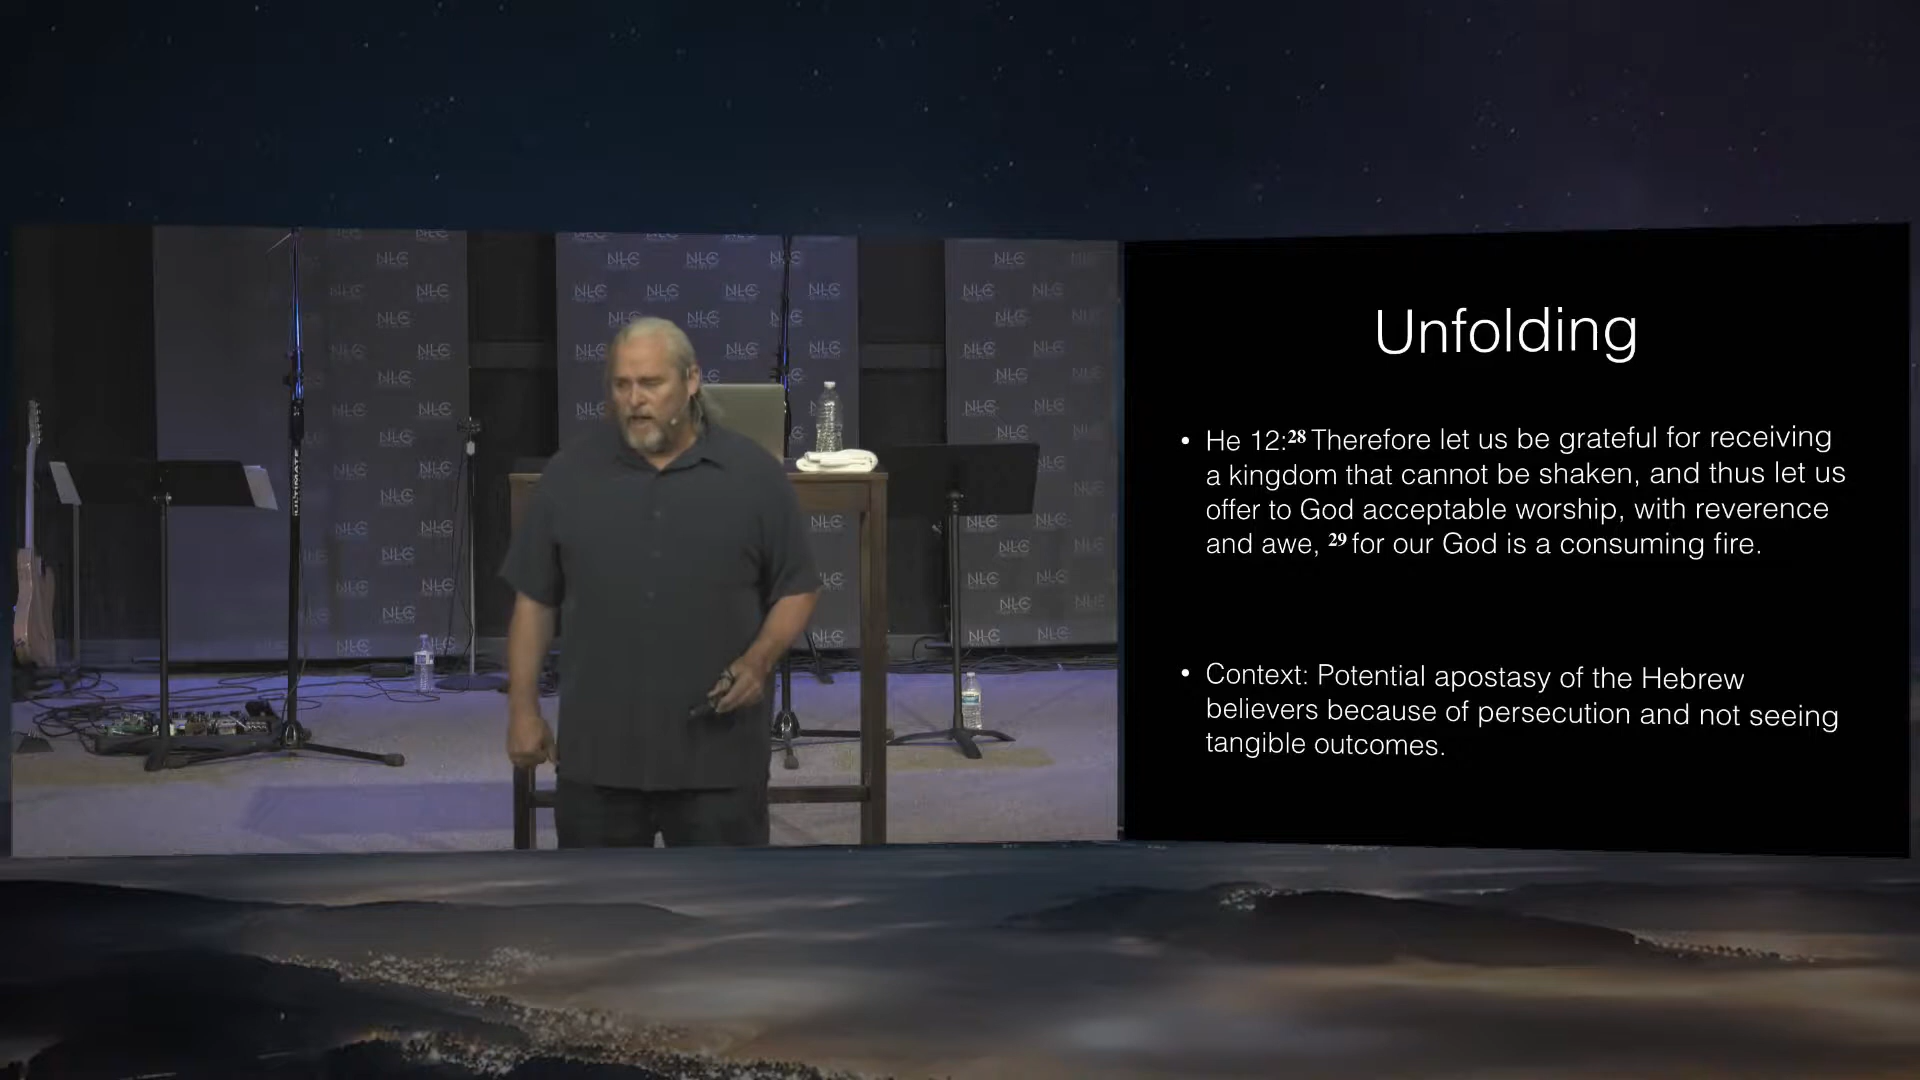 NLC
ULTIMATE
Unfolding
• He 12:28 Therefore let us be grateful for receiving
a kingdom that cannot be shaken, and thus let us
offer to God acceptable worship, with reverence
and awe, 29 for our God is a consuming fire.
• Context: Potential apostasy of the Hebrew
believers because of persecution and not seeing
tangible outcomes.